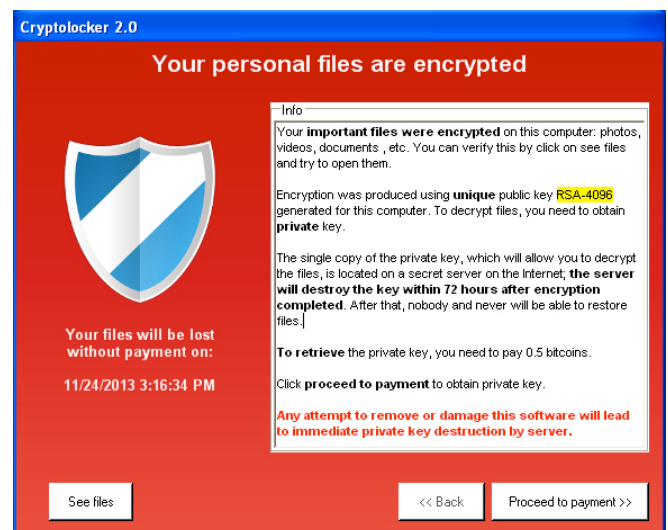 Cryptolocker 2.0
Your personal files are encrypted
Info
Your important files were encrypted on this computer: photos,
videos, documents , etc. You can verify this by click on see files
and try to open them.
Encryption was produced using unique public key RSA-4096
generated for this computer. To decrypt files, you need to obtain
private key.
The single copy of the private key, which will allow you to decrypt
the files, is located on a secret server on the Internet; the server
will destroy the key within 72 hours after encryption
completed. After that, nobody and never will be able to restore
files.
To retrieve the private key, you need to pay 0.5 bitcoins.
Click proceed to payment to obtain private key.
Any attempt to remove or damage this software will lead
to immediate private key destruction by server.
Your files will be lost
without payment on:
11/24/2013 3:16:34 PM
See files
<< Back
Proceed to payment >>